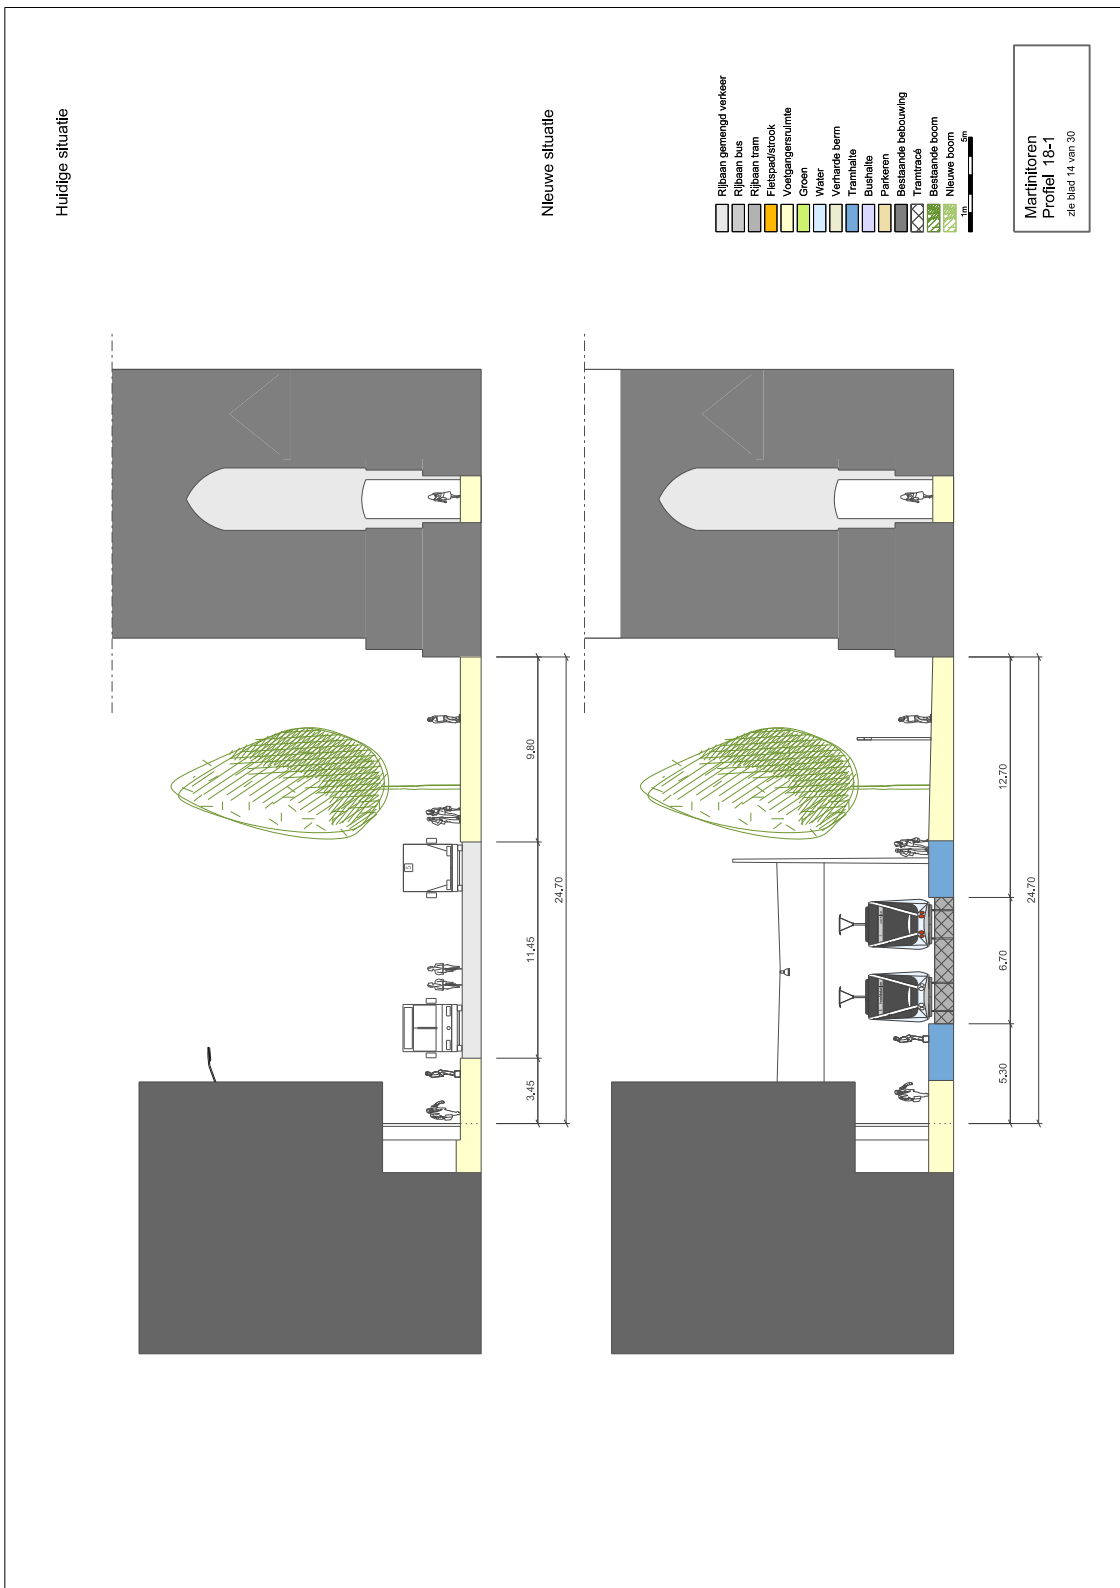 Huidige situatie
9.80
11.45
3.45
24.70
5
Nieuwe situatie
12.70
6.70
5.30
24.70
Rijbaan gemengd verkeer
Rijbaan bus
Rijbaan tram
Fietspad/strook
Voetgangersruimte
Groen
Water
Verharde berm
Tramhalte
Bushalte
Parkeren
Bestaande bebouwing
Tramtracé
Bestaande boom
Nieuwe boom
1m 5m
Martinitoren
Profiel 18-1
zie blad 14 van 30